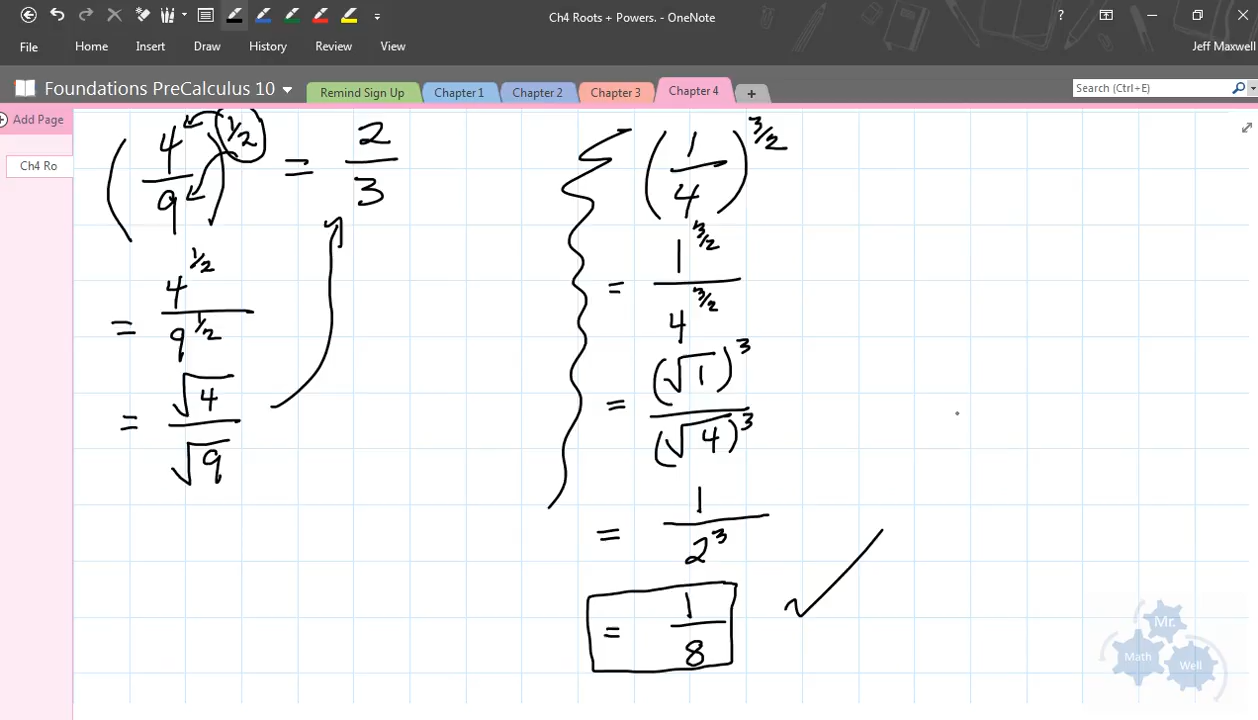 Ch4 Roots + Powers. - OneNote
?
File Home Insert Draw History Review View
Jeff Maxwell
Foundations PreCalculus 10
Remind Sign Up Chapter 1 Chapter 2 Chapter 3 Chapter 4 +
Search (Ctrl+E)
Add Page
Ch4 Ro
(4/9)^1/2 = 2/3
= 4^1/2 / 9^1/2
= √4 / √9
(1/4)^3/2
= 1^3/2 / 4^3/2
= (√1)^3 / (√4)^3
= 1 / 2^3
= 1/8
Mr.
Math
Well